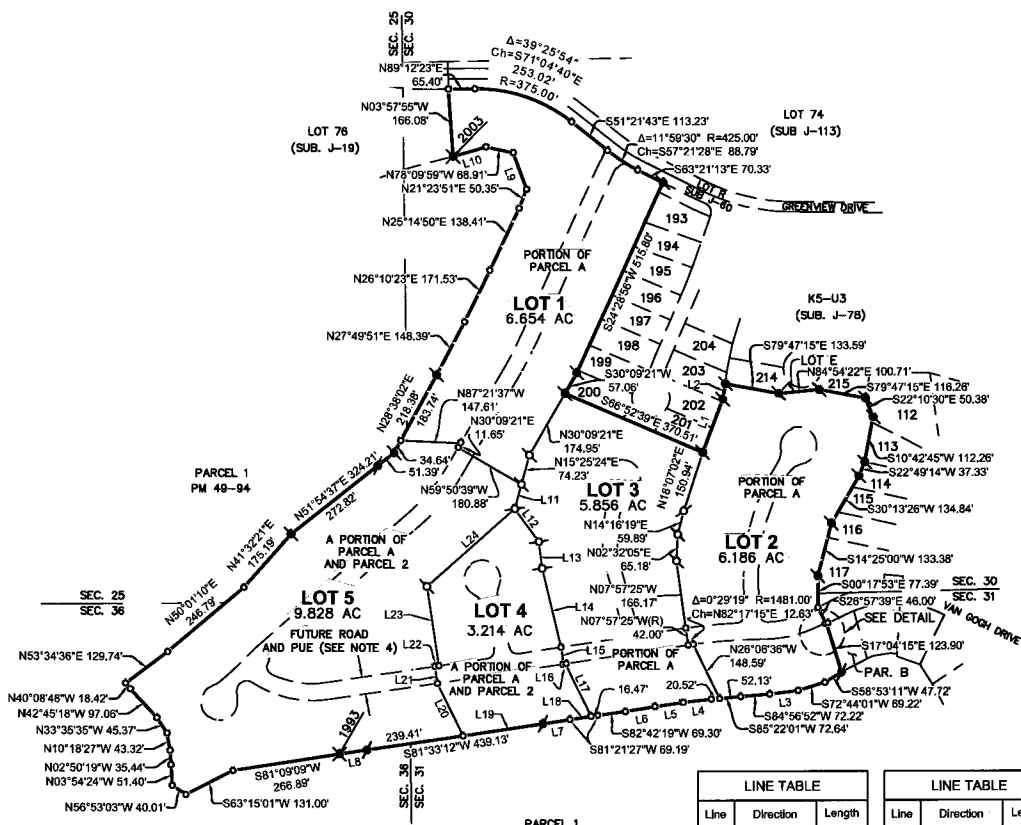 SEC. 25
SEC. 30
N89°12'23"E
65.40'
Δ=39°25'54"
Ch=S71°04'40"E
253.02'
R=375.00'
N03°57'55"W
166.08'
LOT 76
(SUB. J-19)
2003
L10
L9
N78°09'59"W 68.91'
N21°23'51"E 50.35'
S51°21'43"E 113.23'
LOT 74
(SUB J-113)
Δ=11°59'30" R=425.00'
Ch=S57°21'28"E 88.79'
S63°21'13"E 70.33'
LOT R
SUB J-60
GREENVIEW DRIVE
N25°14'50"E 138.41'
N26°10'23"E 171.53'
N27°49'51"E 148.39'
PORTION OF
PARCEL A
LOT 1
6.654 AC
S24°28'56"W 515.80'
193
194
195
196
197
198
199
200
201
202
203
204
K5-U3
(SUB. J-78)
S79°47'15"E 133.59'
LOT E
N84°54'22"E 100.71'
S79°47'15"E 116.26'
S22°10'30"E 50.38'
214
215
112
113
114
115
116
117
L2
L1
S10°42'45"W 112.26'
S22°49'14"W 37.33'
S30°13'26"W 134.84'
S14°25'00"W 133.38'
S00°17'53"E 77.39'
S30°09'21"W
57.06'
S66°52'39"E 370.51'
N28°38'02"E
218.38'
183.74'
N87°21'37"W
147.61'
N30°09'21"E
11.65'
34.64'
51.39'
N30°09'21"E
174.95'
N15°25'24"E
74.23'
N59°50'39"W
180.88'
L11
L12
L13
L14
L15
L16
L17
L18
PARCEL 1
PM 49-94
N51°54'37"E 324.21'
272.82'
N41°32'21"E
175.19'
N50°01'10"E
246.79'
A PORTION OF
PARCEL A
AND PARCEL 2
LOT 5
9.828 AC
FUTURE ROAD
AND PUE (SEE NOTE 4)
LOT 3
5.856 AC
N18°07'02"E
150.94'
N14°16'19"E
59.89'
N02°32'05"E
65.18'
N07°57'25"W
166.17'
N07°57'25"W(R)
42.00'
PORTION OF
PARCEL A
LOT 2
6.186 AC
Δ=0°29'19" R=1481.00'
Ch=N82°17'15"E 12.63'
SEC. 25
SEC. 36
SEC. 30
SEC. 31
S28°57'39"E 46.00'
SEE DETAIL
VAN GOGH DRIVE
S17°04'15"E 123.90'
PAR. B
S58°53'11"W 47.72'
S72°44'01"W 69.22'
S84°56'52"W 72.22'
S85°22'01"W 72.64'
L24
L23
L22
L21
L20
L19
LOT 4
3.214 AC
A PORTION OF
PARCEL A
AND PARCEL 2
PORTION OF
PARCEL A
N26°06'36"W
148.59'
20.52'
52.13'
16.47'
L3
L4
L5
L6
L7
L8
S82°42'19"W 69.30'
S81°21'27"W 69.19'
N53°34'36"E 129.74'
N40°08'48"W 18.42'
N42°45'18"W 97.06'
N33°35'35"W 45.37'
N10°18'27"W 43.32'
N02°50'19"W 35.44'
N03°54'24"W 51.40'
N56°53'03"W 40.01'
S63°15'01"W 131.00'
S81°09'09"W
266.89'
1993
239.41'
S81°33'12"W 439.13'
SEC. 36
SEC. 31
PARCEL 1
LINE TABLE
Line Direction Length
LINE TABLE
Line Direction Le